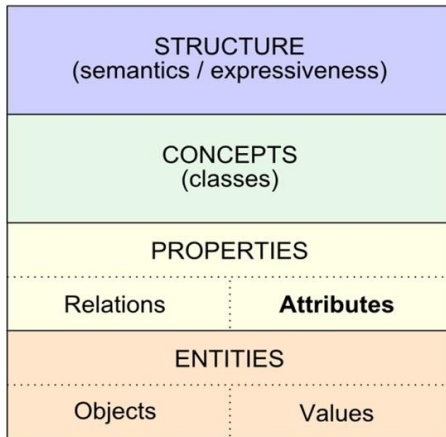 STRUCTURE
(semantics / expressiveness)
CONCEPTS
(classes)
PROPERTIES
Relations Attributes
ENTITIES
Objects Values